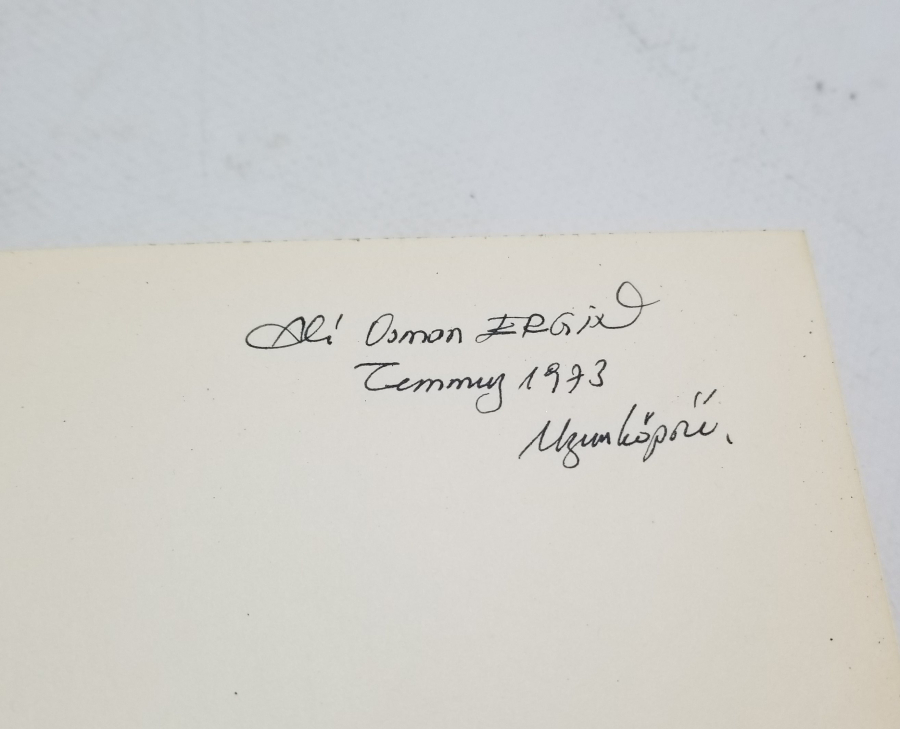 Ali Osman ERGİN
Temmuz 1973
Uzunköprü.